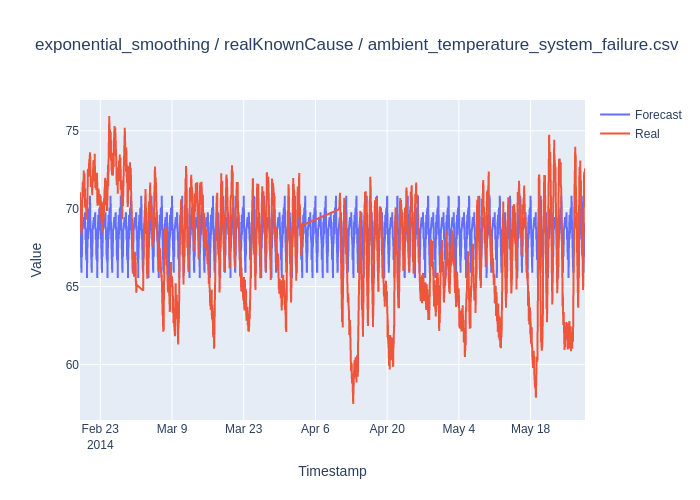 exponential_smoothing / realKnownCause / ambient_temperature_system_failure.csv
Forecast
Real
75
70
65
60
Value
Feb 23
2014
Mar 9
Mar 23
Apr 6
Apr 20
May 4
May 18
Timestamp